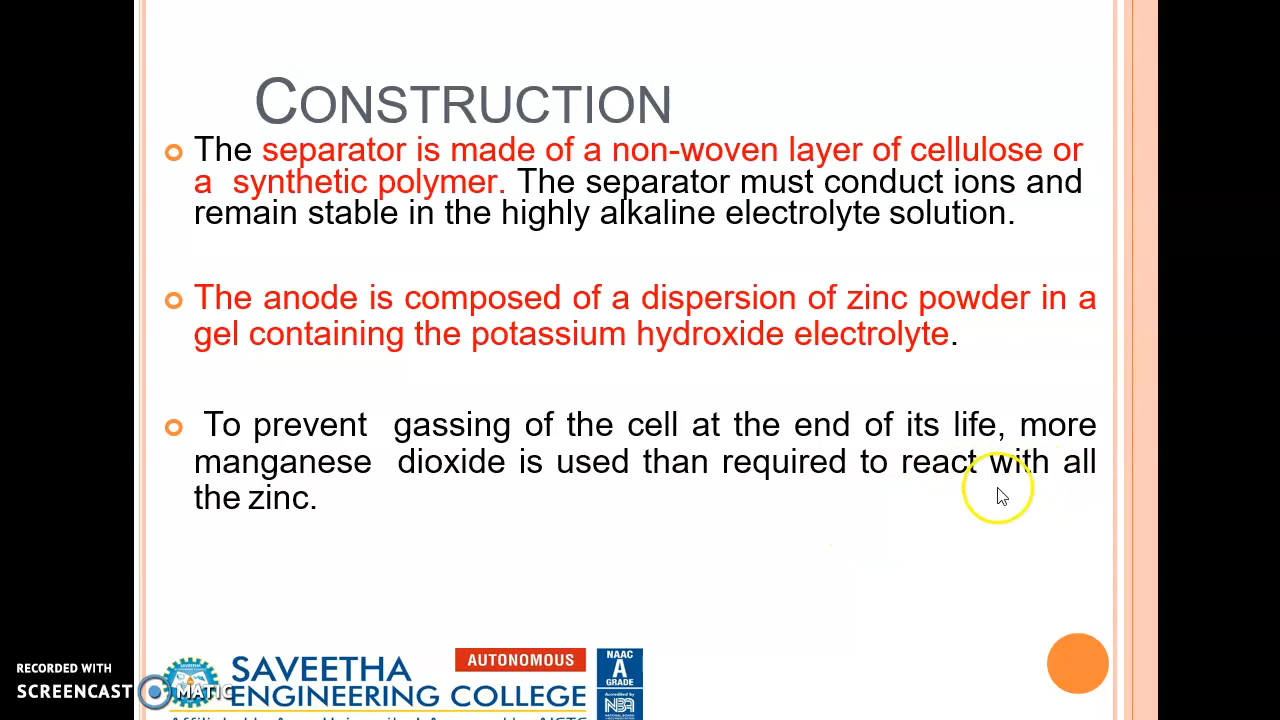 CONSTRUCTION
The separator is made of a non-woven layer of cellulose or
a synthetic polymer. The separator must conduct ions and
remain stable in the highly alkaline electrolyte solution.
The anode is composed of a dispersion of zinc powder in a
gel containing the potassium hydroxide electrolyte.
To prevent gassing of the cell at the end of its life, more
manganese dioxide is used than required to react with all
the zinc.
RECORDED WITH
SCREENCAST MATIC
SAVEETHA
ENGINEERING COLLEGE
AUTONOMOUS
NAAC
A
GRADE
Accredited by
NBA